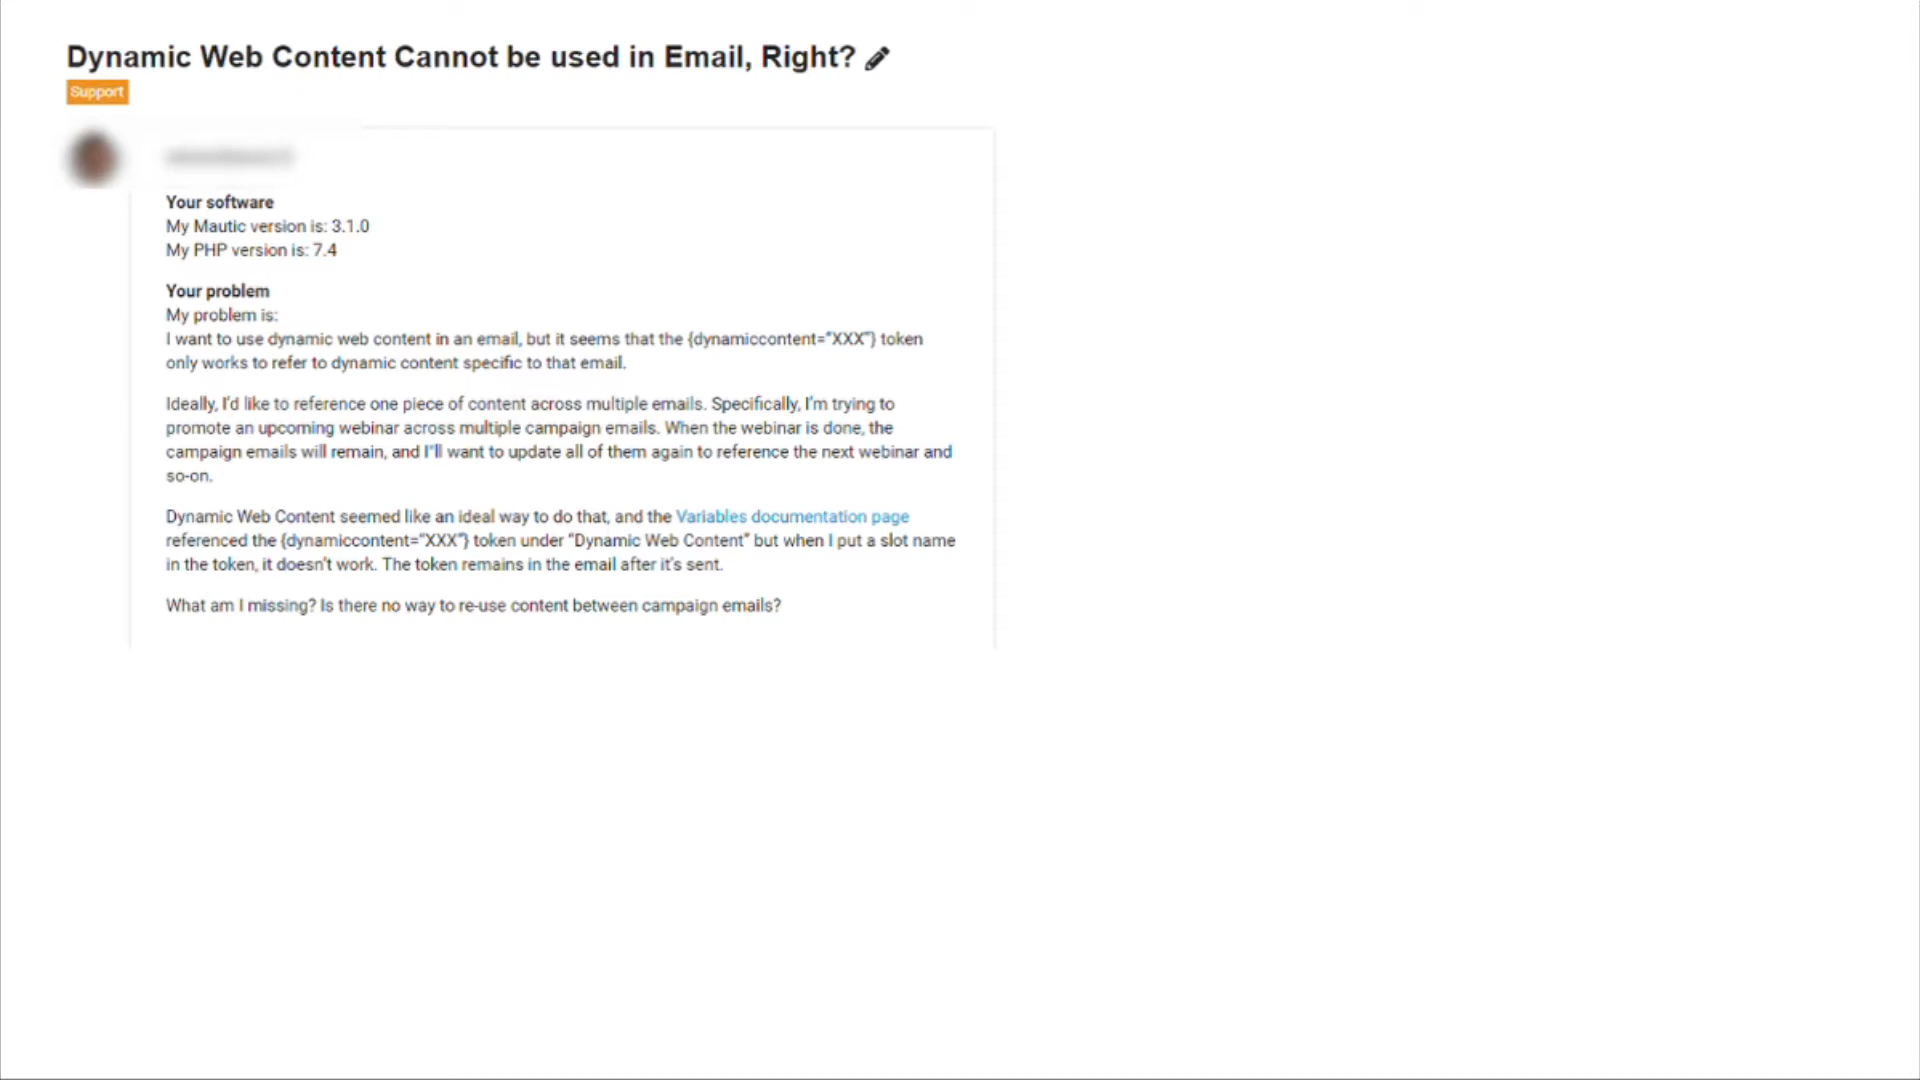 Dynamic Web Content Cannot be used in Email, Right?
Support
Your software
My Mautic version is: 3.1.0
My PHP version is: 7.4
Your problem
My problem is:
I want to use dynamic web content in an email, but it seems that the {dynamiccontent="XXX"} token
only works to refer to dynamic content specific to that email.
Ideally, I'd like to reference one piece of content across multiple emails. Specifically, I'm trying to
promote an upcoming webinar across multiple campaign emails. When the webinar is done, the
campaign emails will remain, and I"ll want to update all of them again to reference the next webinar and
so-on.
Dynamic Web Content seemed like an ideal way to do that, and the Variables documentation page
referenced the {dynamiccontent="XXX"} token under "Dynamic Web Content" but when I put a slot name
in the token, it doesn't work. The token remains in the email after it's sent.
What am I missing? Is there no way to re-use content between campaign emails?